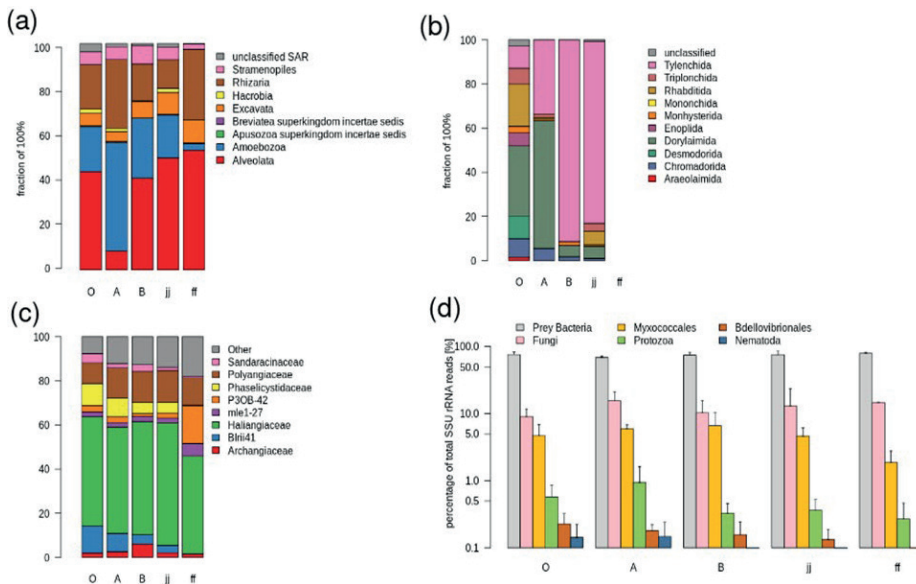 (a)
fraction of 100%
100
80
60
40
20
0
O A B jj ff
unclassified SAR
Stramenopiles
Rhizaria
Hacrobia
Excavata
Breviatea superkingdom incertae sedis
Apusozoa superkingdom incertae sedis
Amoebozoa
Alveolata
(b)
fraction of 100%
100
80
60
40
20
0
O A B jj ff
unclassified
Tylenchida
Triplonchida
Rhabditida
Mononchida
Monhysterida
Enoplida
Dorylaimida
Desmodorida
Chromadorida
Araeolaimida
(c)
100
80
60
40
20
0
O A B jj ff
Other
Sandaracinaceae
Polyangiaceae
Phaselicystidaceae
P3OB-42
mle1-27
Haliangiaceae
BIrii41
Archangiaceae
(d)
Prey Bacteria Myxococcales Bdellovibrionales
Fungi Protozoa Nematoda
percentage of total SSU rRNA reads [%]
100.0
10.0
5.0
1.0
0.5
0.1
O A B jj ff